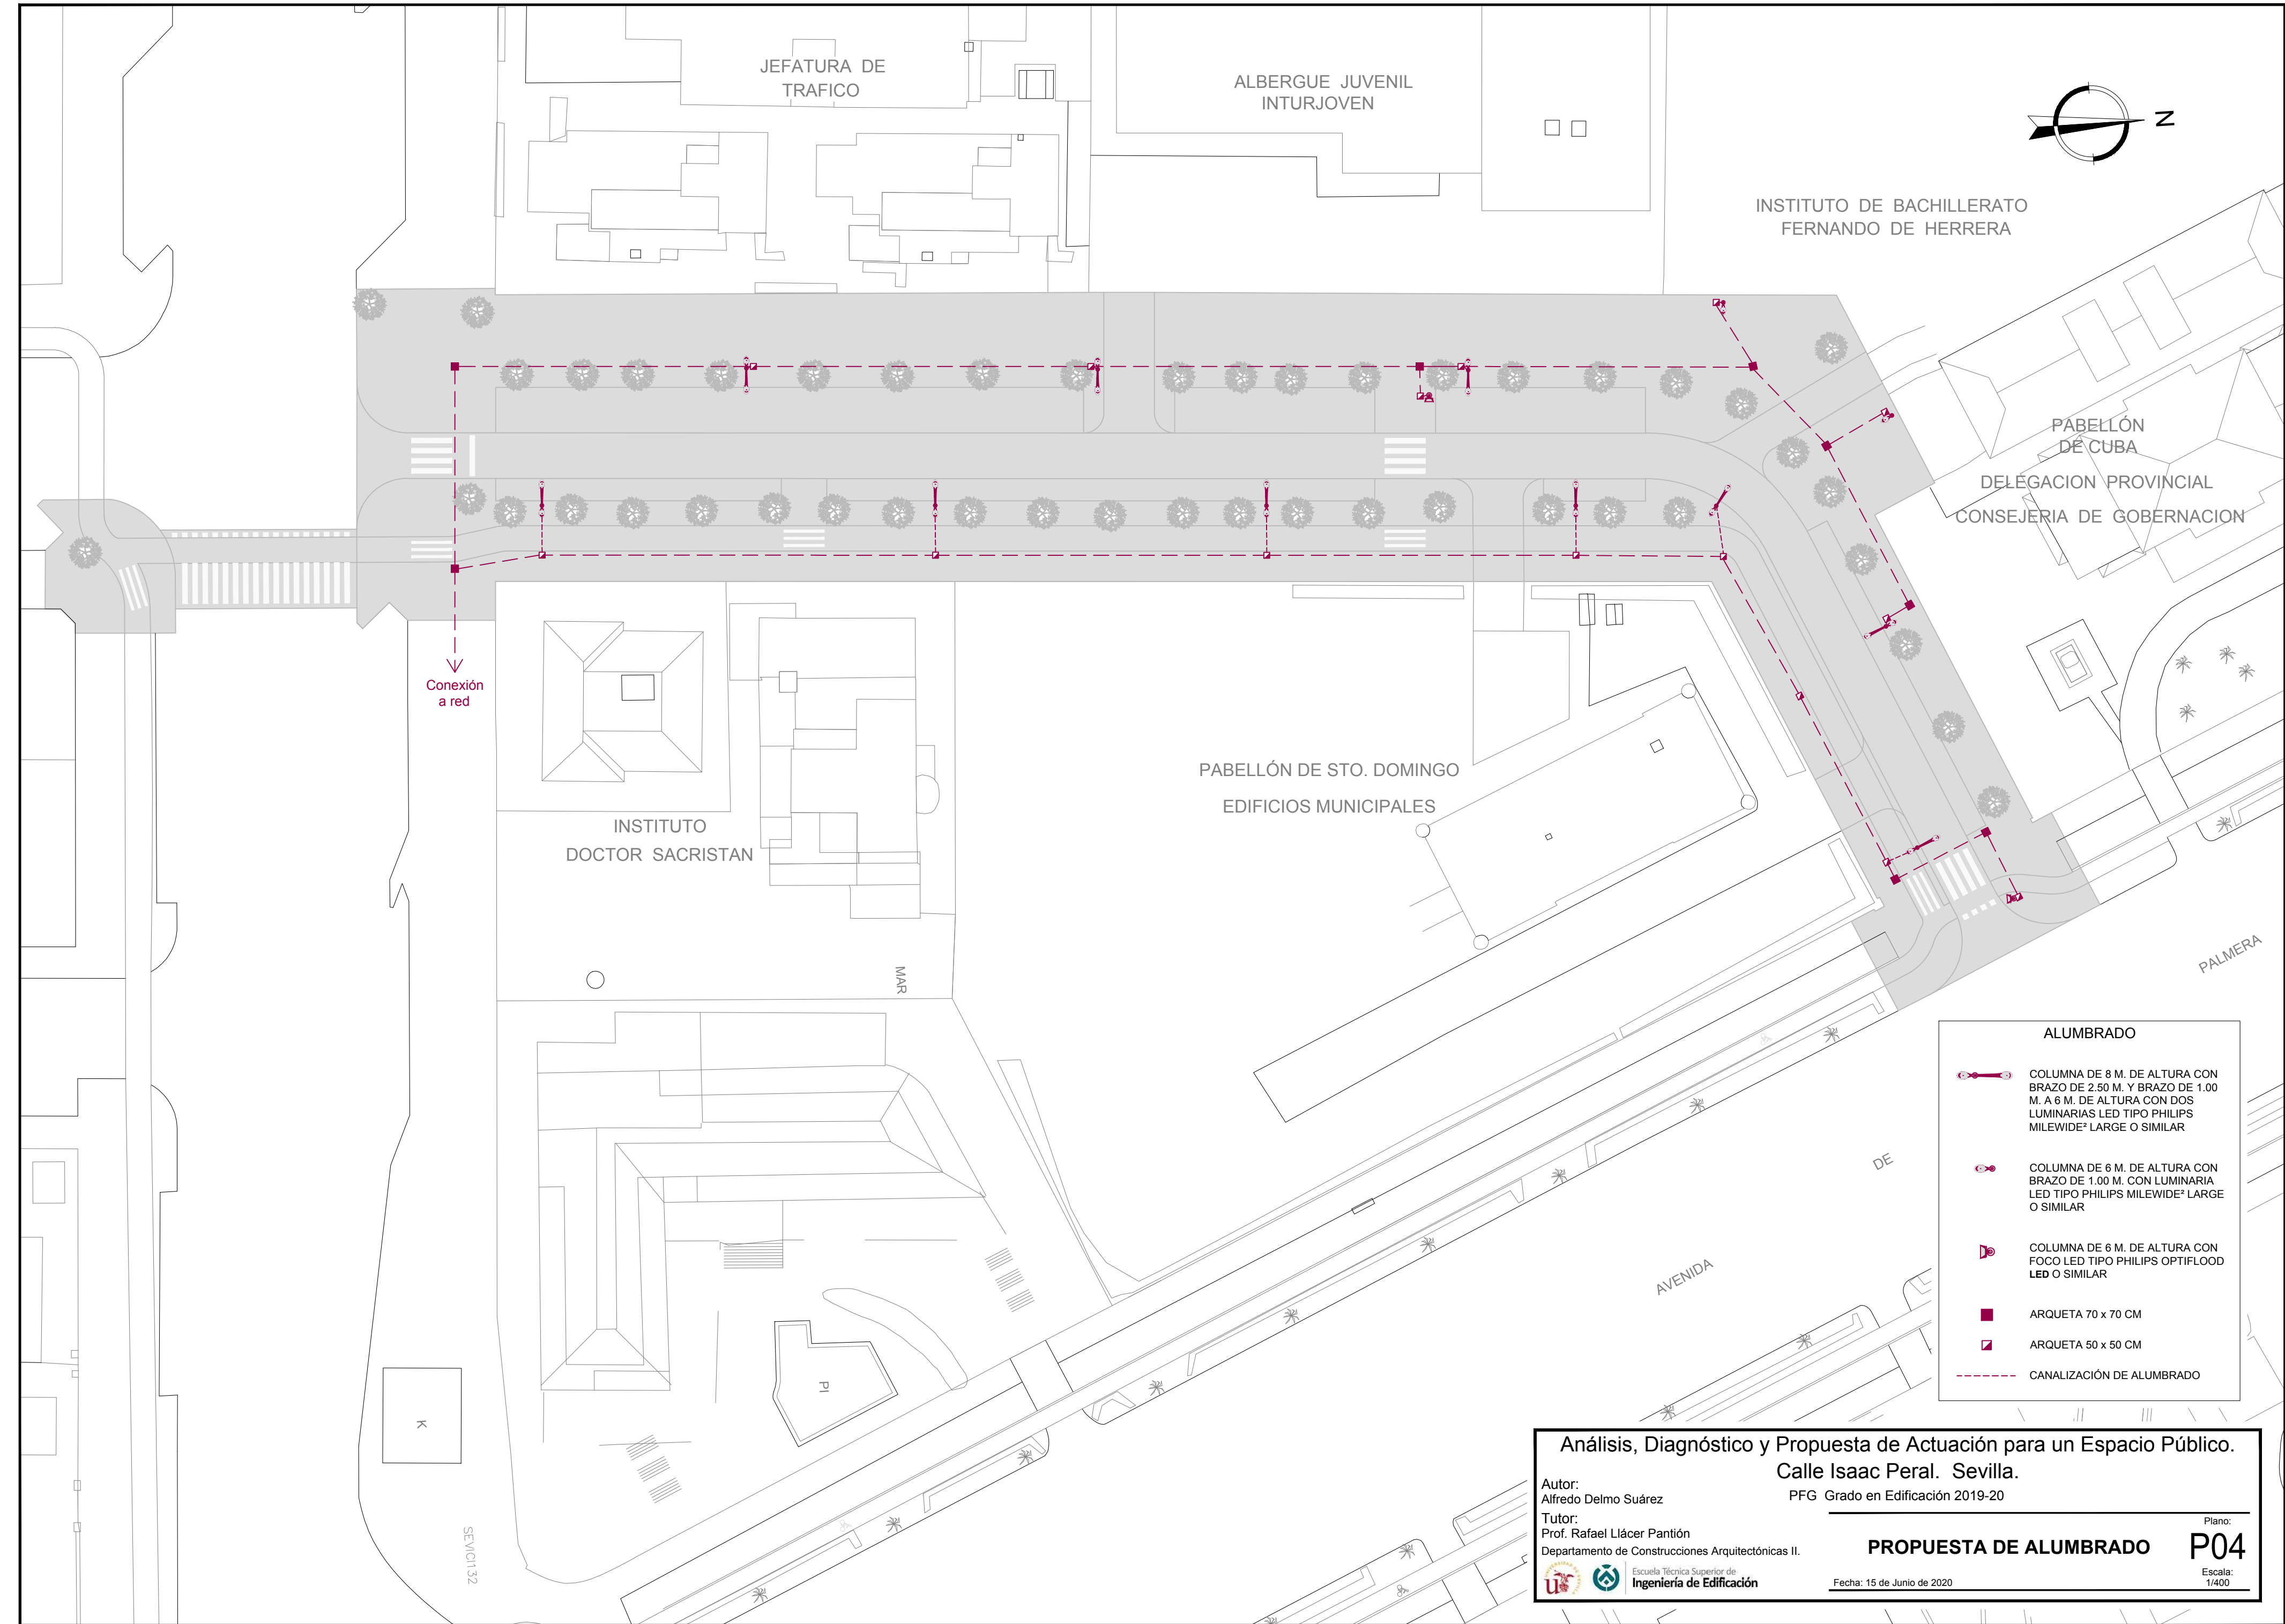 JEFATURA DE
TRAFICO
ALBERGUE JUVENIL
INTURJOVEN
N
INSTITUTO DE BACHILLERATO
FERNANDO DE HERRERA
PABELLÓN
DE CUBA
DELEGACION PROVINCIAL
CONSEJERIA DE GOBERNACION
Conexión
a red
PABELLÓN DE STO. DOMINGO
EDIFICIOS MUNICIPALES
INSTITUTO
DOCTOR SACRISTAN
MAR
PALMERA
DE
AVENIDA
PI
K
SEVICI132
ALUMBRADO
COLUMNA DE 8 M. DE ALTURA CON
BRAZO DE 2.50 M. Y BRAZO DE 1.00
M. A 6 M. DE ALTURA CON DOS
LUMINARIAS LED TIPO PHILIPS
MILEWIDE² LARGE O SIMILAR
COLUMNA DE 6 M. DE ALTURA CON
BRAZO DE 1.00 M. CON LUMINARIA
LED TIPO PHILIPS MILEWIDE² LARGE
O SIMILAR
COLUMNA DE 6 M. DE ALTURA CON
FOCO LED TIPO PHILIPS OPTIFLOOD
LED O SIMILAR
ARQUETA 70 x 70 CM
ARQUETA 50 x 50 CM
CANALIZACIÓN DE ALUMBRADO
Análisis, Diagnóstico y Propuesta de Actuación para un Espacio Público.
Calle Isaac Peral. Sevilla.
Autor:
Alfredo Delmo Suárez
PFG Grado en Edificación 2019-20
Tutor:
Prof. Rafael Llácer Pantión
Departamento de Construcciones Arquitectónicas II.
Escuela Técnica Superior de
Ingeniería de Edificación
PROPUESTA DE ALUMBRADO
Fecha: 15 de Junio de 2020
Plano:
P04
Escala:
1/400